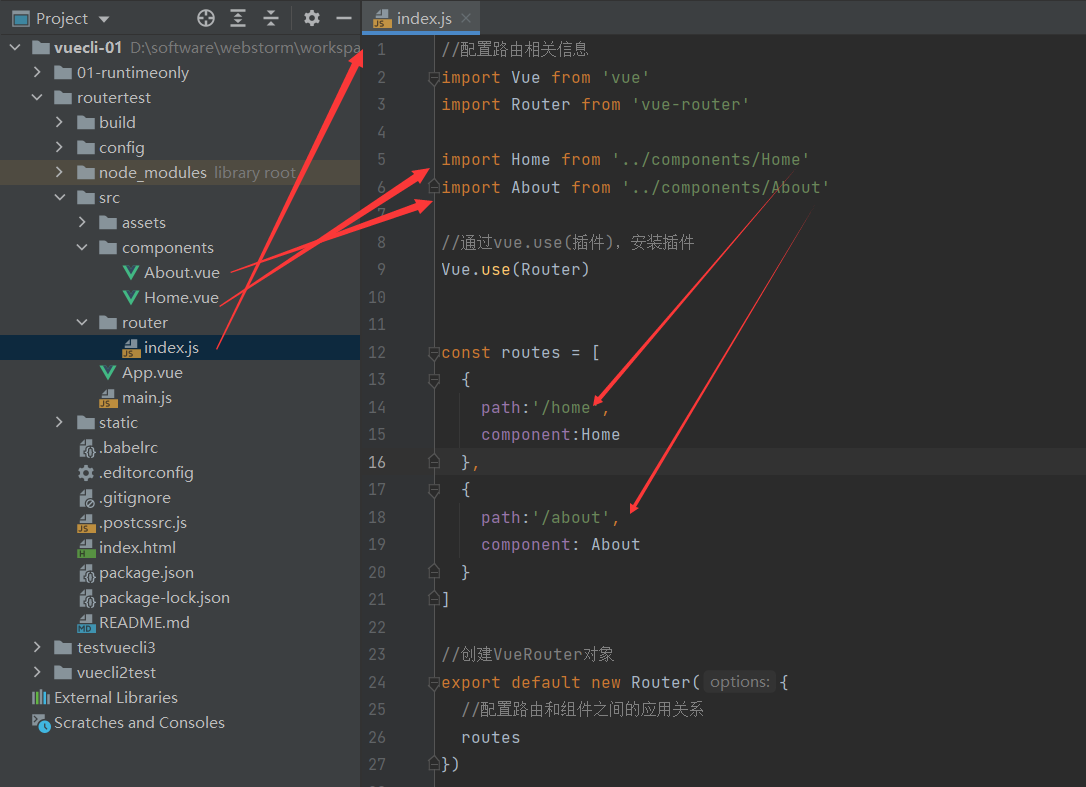 Project
vuecli-01 D:\software\webstorm\workspa
01-runtimeonly
routertest
build
config
node_modules library root
src
assets
components
About.vue
Home.vue
router
index.js
App.vue
main.js
static
.babelrc
.editorconfig
.gitignore
.postcssrc.js
index.html
package.json
package-lock.json
README.md
testvuecli3
vuecli2test
External Libraries
Scratches and Consoles
index.js
1 //配置路由相关信息
2 import Vue from 'vue'
3 import Router from 'vue-router'
4
5 import Home from '../components/Home'
6 import About from '../components/About'
7
8 //通过vue.use(插件)，安装插件
9 Vue.use(Router)
10
11
12 const routes = [
13 {
14 path:'/home',
15 component:Home
16 },
17 {
18 path:'/about',
19 component: About
20 }
21 ]
22
23 //创建VueRouter对象
24 export default new Router( options: {
25 //配置路由和组件之间的应用关系
26 routes
27 })